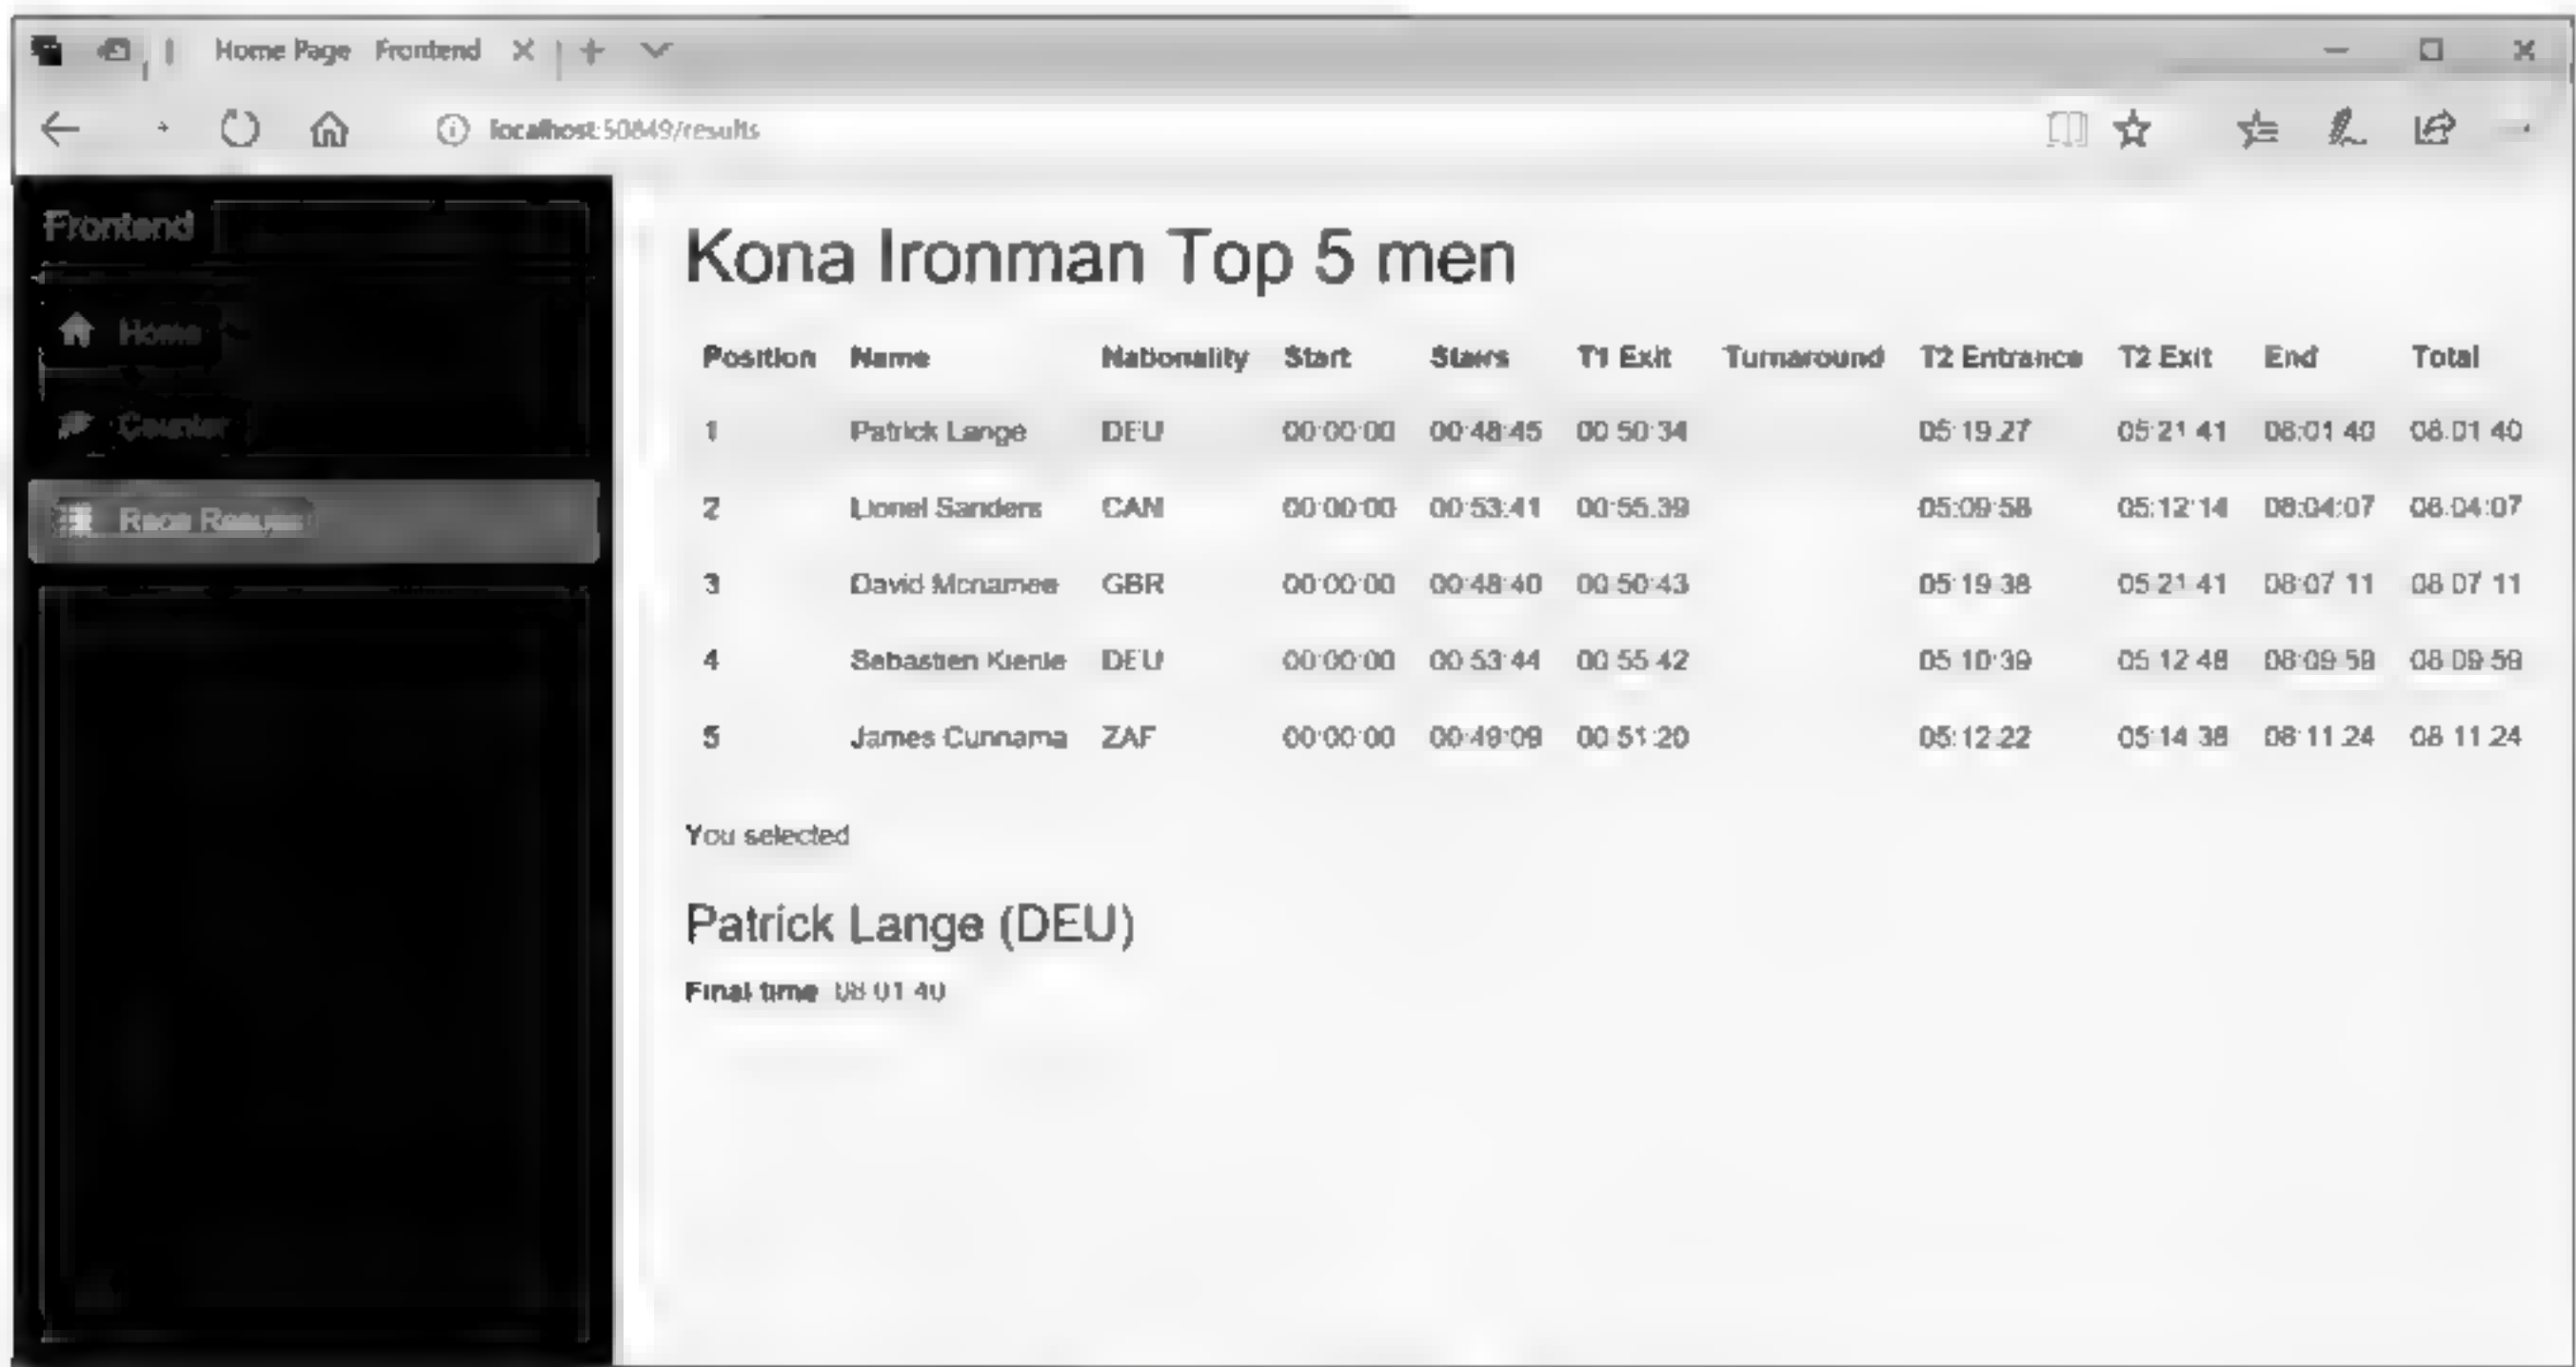 Home Page Frontend
localhost:50849/results
Frontend
Home
Counter
Race Results
Kona Ironman Top 5 men
Position Name Nationality Start Stairs T1 Exit Turnaround T2 Entrance T2 Exit End Total
1 Patrick Lange DEU 00:00:00 00:48:45 00:50:34 05:19:27 05:21:41 08:01:40 08:01:40
2 Lionel Sanders CAN 00:00:00 00:53:41 00:55:39 05:09:58 05:12:14 08:04:07 08:04:07
3 David Mcnamee GBR 00:00:00 00:48:40 00:50:43 05:19:38 05:21:41 08:07:11 08:07:11
4 Sebastien Kienle DEU 00:00:00 00:53:44 00:55:42 05:10:39 05:12:48 08:09:59 08:09:59
5 James Cunnama ZAF 00:00:00 00:49:09 00:51:20 05:12:22 05:14:38 08:11:24 08:11:24
You selected
Patrick Lange (DEU)
Final time 08:01:40